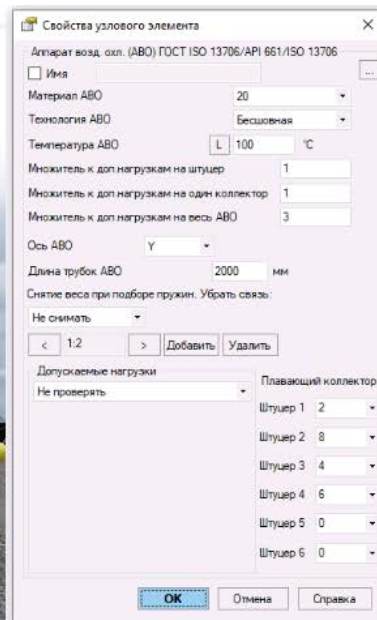 Свойства узлового элемента
Аппарат возд. охл. (АВО) ГОСТ ISO 13706/API 661/ISO 13706
Имя ...
Материал АВО 20
Технология АВО Бесшовная
Температура АВО L 100 °C
Множитель к доп.нагрузкам на штуцер 1
Множитель к доп.нагрузкам на один коллектор 1
Множитель к доп.нагрузкам на весь АВО 3
Ось АВО Y
Длина трубок АВО 2000 мм
Снятие веса при подборе пружин. Убрать связь:
Не снимать
< 1:2 > Добавить Удалить
Допускаемые нагрузки
Не проверять
Плавающий коллектор
Штуцер 1 2
Штуцер 2 8
Штуцер 3 4
Штуцер 4 6
Штуцер 5 0
Штуцер 6 0
OK Отмена Справка